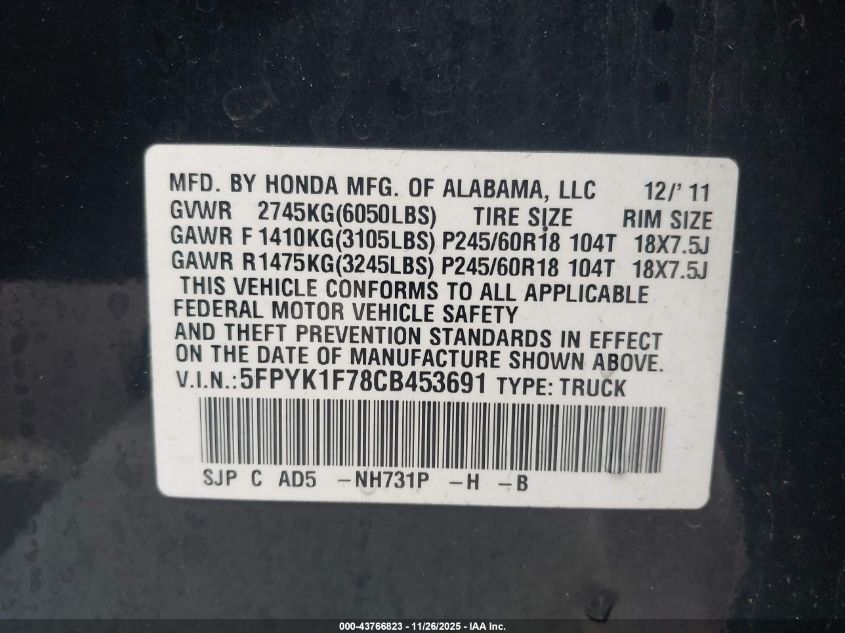 MFD. BY HONDA MFG. OF ALABAMA, LLC 12/' 11
GVWR 2745KG(6050LBS) TIRE SIZE RIM SIZE
GAWR F 1410KG(3105LBS) P245/60R18 104T 18X7.5J
GAWR R1475KG(3245LBS) P245/60R18 104T 18X7.5J
THIS VEHICLE CONFORMS TO ALL APPLICABLE
FEDERAL MOTOR VEHICLE SAFETY
AND THEFT PREVENTION STANDARDS IN EFFECT
ON THE DATE OF MANUFACTURE SHOWN ABOVE.
V.I.N.:5FPYK1F78CB453691 TYPE: TRUCK
SJP C AD5 -NH731P -H -B
000-43766823 - 11/26/2025 - IAA Inc.